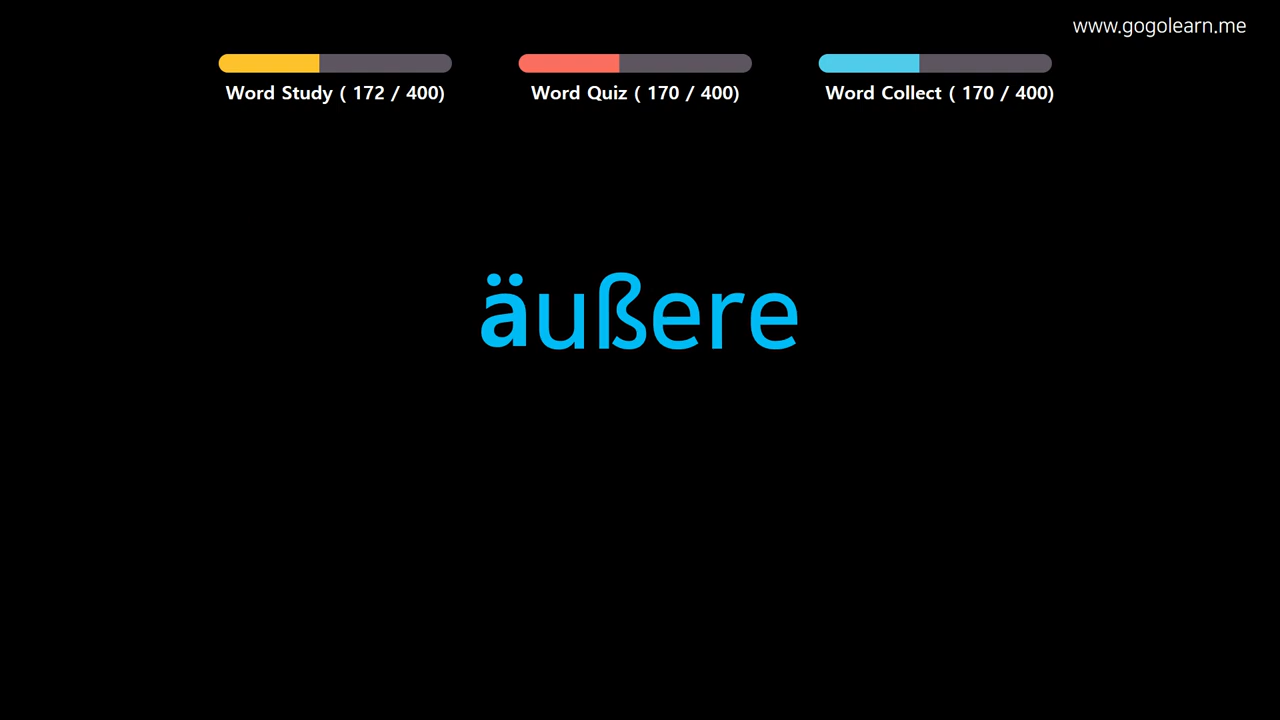 www.gogolearn.me
Word Study ( 172 / 400)
Word Quiz ( 170 / 400)
Word Collect ( 170 / 400)
äußere